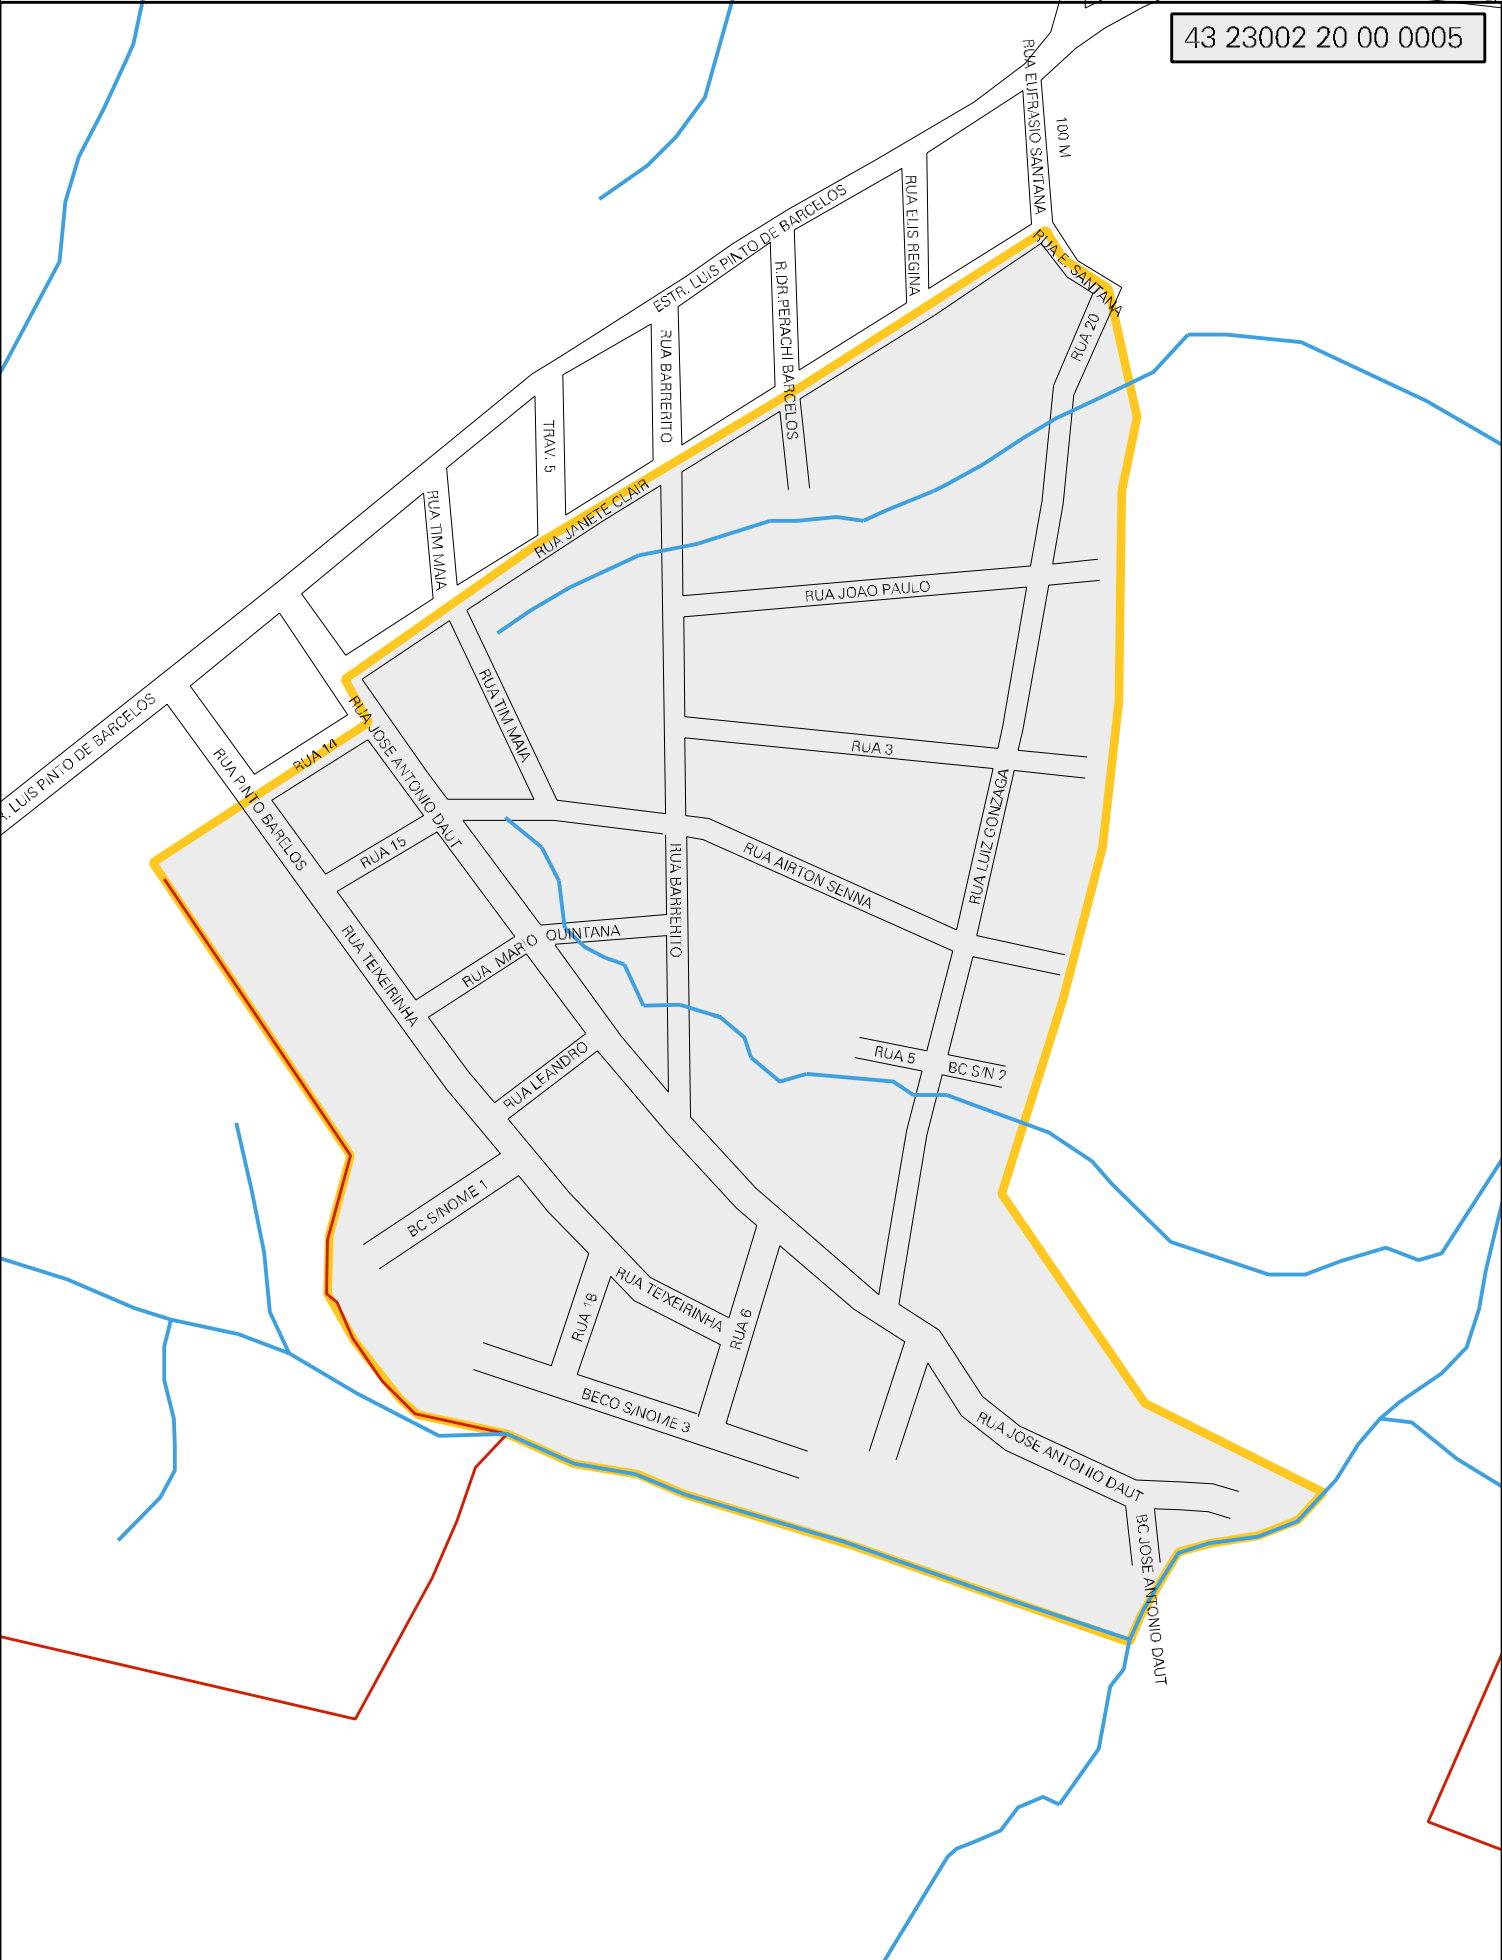 43 23002 20 00 0005
RUA EUFRASIO SANTANA
100 M
ESTR. LUIS PINTO DE BARCELOS
RUA ELIS REGINA
RUA E. SANTANA
R.DR.PERACHI BARCELOS
RUA 20
RUA BARRERITO
TRAV. 5
RUA TIM MAIA
RUA JANETE CLAIR
RUA JOAO PAULO
RUA TIM MAIA
R. LUIS PINTO DE BARCELOS
RUA JOSE ANTONIO DAUT
RUA 14
RUA 3
RUA PINTO BARELOS
RUA LUIZ GONZAGA
RUA 15
RUA AIRTON SENNA
RUA BARRERITO
RUA MARIO QUINTANA
RUA TEIXEIRINHA
RUA 5
BC S/N 2
RUA LEANDRO
BC S/NOME 1
RUA TEIXEIRINHA
RUA 18
RUA 6
BECO S/NOME 3
RUA JOSE ANTONIO DAUT
BC JOSE ANTONIO DAUT